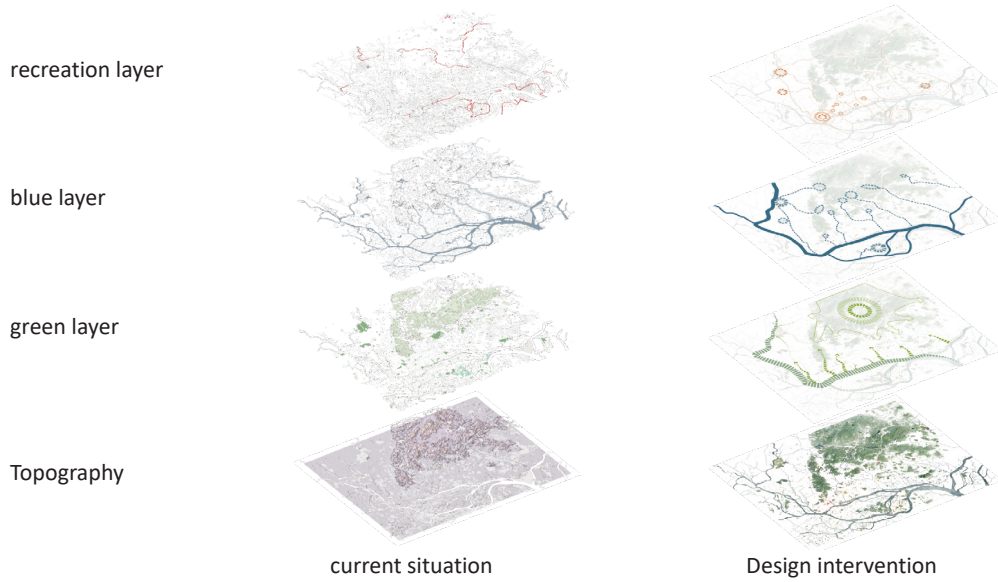 recreation layer
blue layer
green layer
Topography
current situation
Design intervention